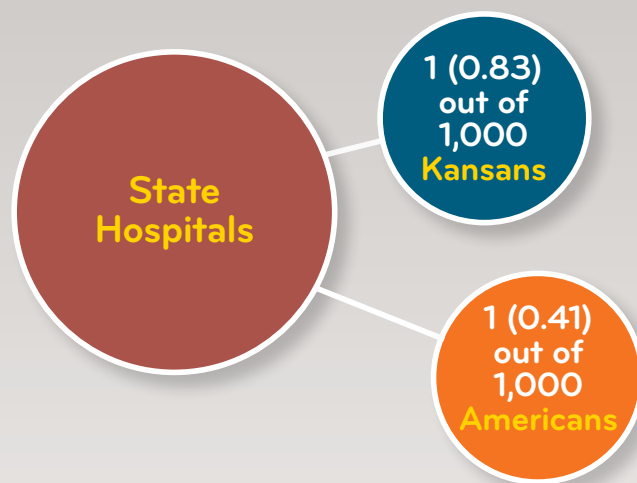 State
Hospitals
1 (0.83)
out of
1,000
Kansans
1 (0.41)
out of
1,000
Americans